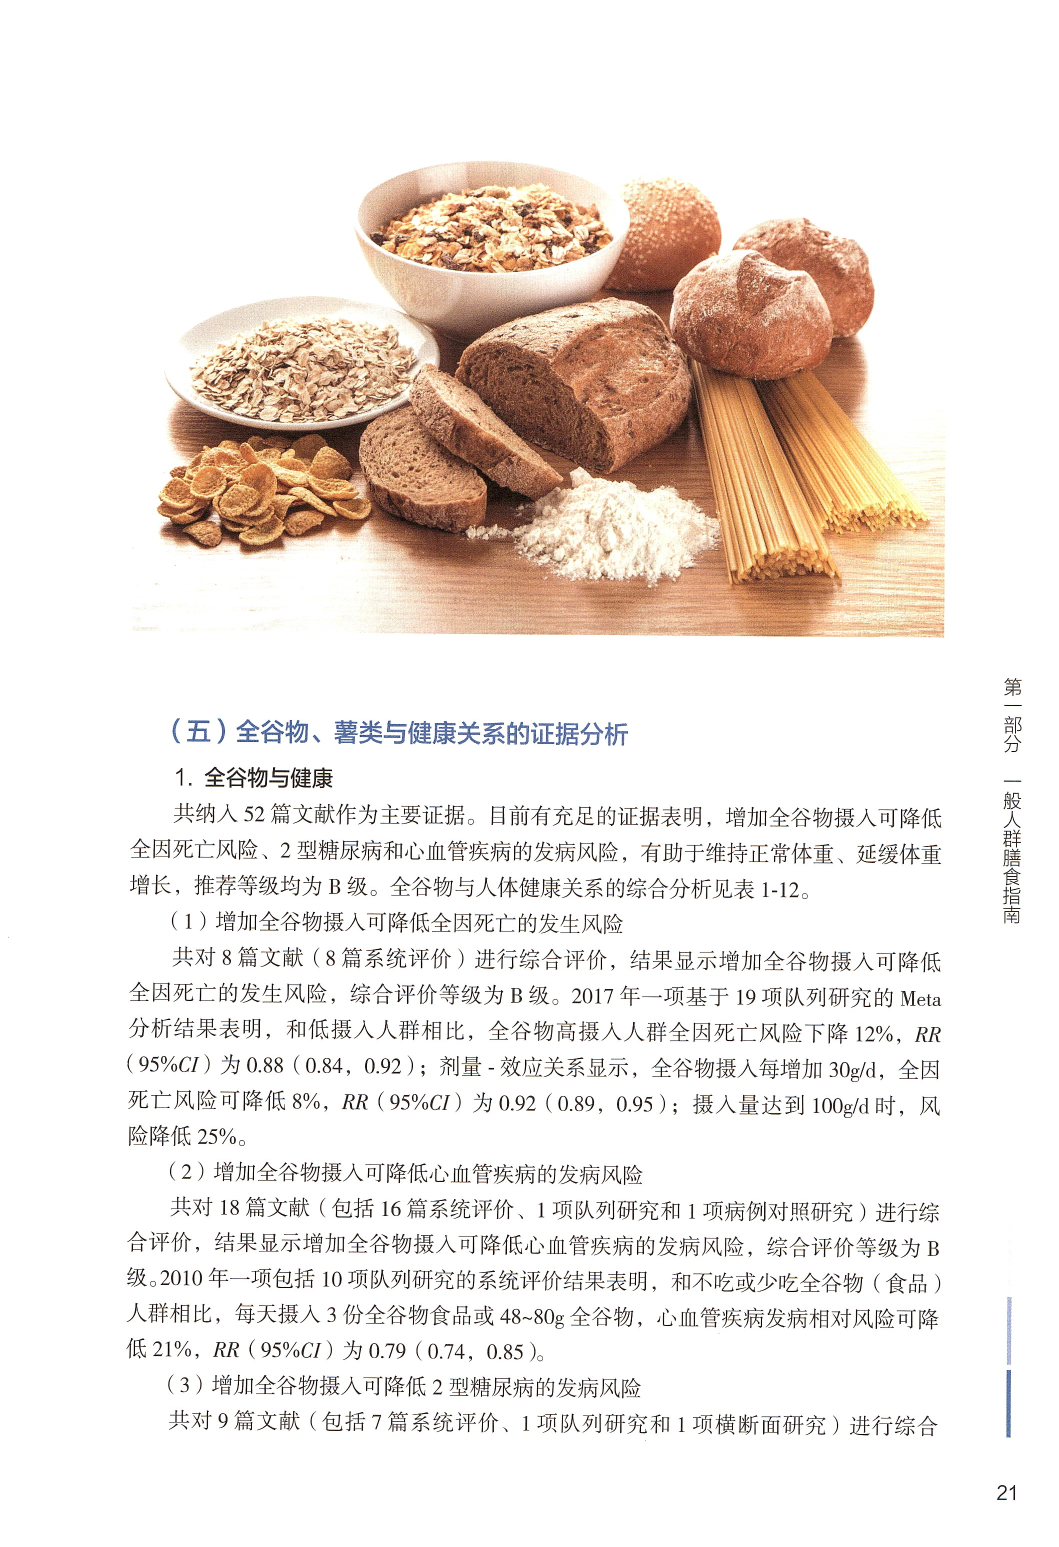 （五）全谷物、薯类与健康关系的证据分析
1. 全谷物与健康
共纳入 52 篇文献作为主要证据。目前有充足的证据表明，增加全谷物摄入可降低
全因死亡风险、2 型糖尿病和心血管疾病的发病风险，有助于维持正常体重、延缓体重
增长，推荐等级均为 B 级。全谷物与人体健康关系的综合分析见表 1-12。
（1）增加全谷物摄入可降低全因死亡的发生风险
共对 8 篇文献（8 篇系统评价）进行综合评价，结果显示增加全谷物摄入可降低
全因死亡的发生风险，综合评价等级为 B 级。2017 年一项基于 19 项队列研究的 Meta
分析结果表明，和低摄入人群相比，全谷物高摄入人群全因死亡风险下降 12%，RR
（95%CI）为 0.88（0.84，0.92）；剂量 - 效应关系显示，全谷物摄入每增加 30g/d，全因
死亡风险可降低 8%，RR（95%CI）为 0.92（0.89，0.95）；摄入量达到 100g/d 时，风
险降低 25%。
（2）增加全谷物摄入可降低心血管疾病的发病风险
共对 18 篇文献（包括 16 篇系统评价、1 项队列研究和 1 项病例对照研究）进行综
合评价，结果显示增加全谷物摄入可降低心血管疾病的发病风险，综合评价等级为 B
级。2010 年一项包括 10 项队列研究的系统评价结果表明，和不吃或少吃全谷物（食品）
人群相比，每天摄入 3 份全谷物食品或 48~80g 全谷物，心血管疾病发病相对风险可降
低 21%，RR（95%CI）为 0.79（0.74，0.85）。
（3）增加全谷物摄入可降低 2 型糖尿病的发病风险
共对 9 篇文献（包括 7 篇系统评价、1 项队列研究和 1 项横断面研究）进行综合
第一部分 一般人群膳食指南
21